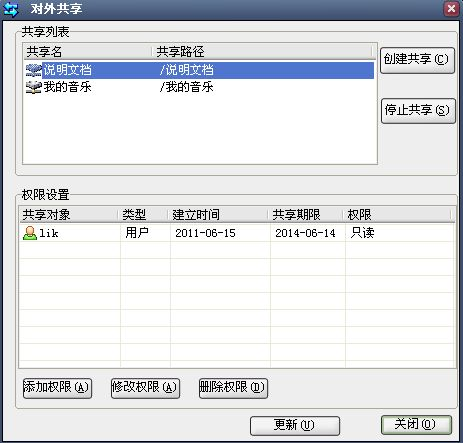 对外共享
共享列表
共享名 共享路径
说明文档 /说明文档
我的音乐 /我的音乐
创建共享(C)
停止共享(S)
权限设置
共享对象 类型 建立时间 共享期限 权限
lik 用户 2011-06-15 2014-06-14 只读
添加权限(A) 修改权限(A) 删除权限(D)
更新(U) 关闭(O)